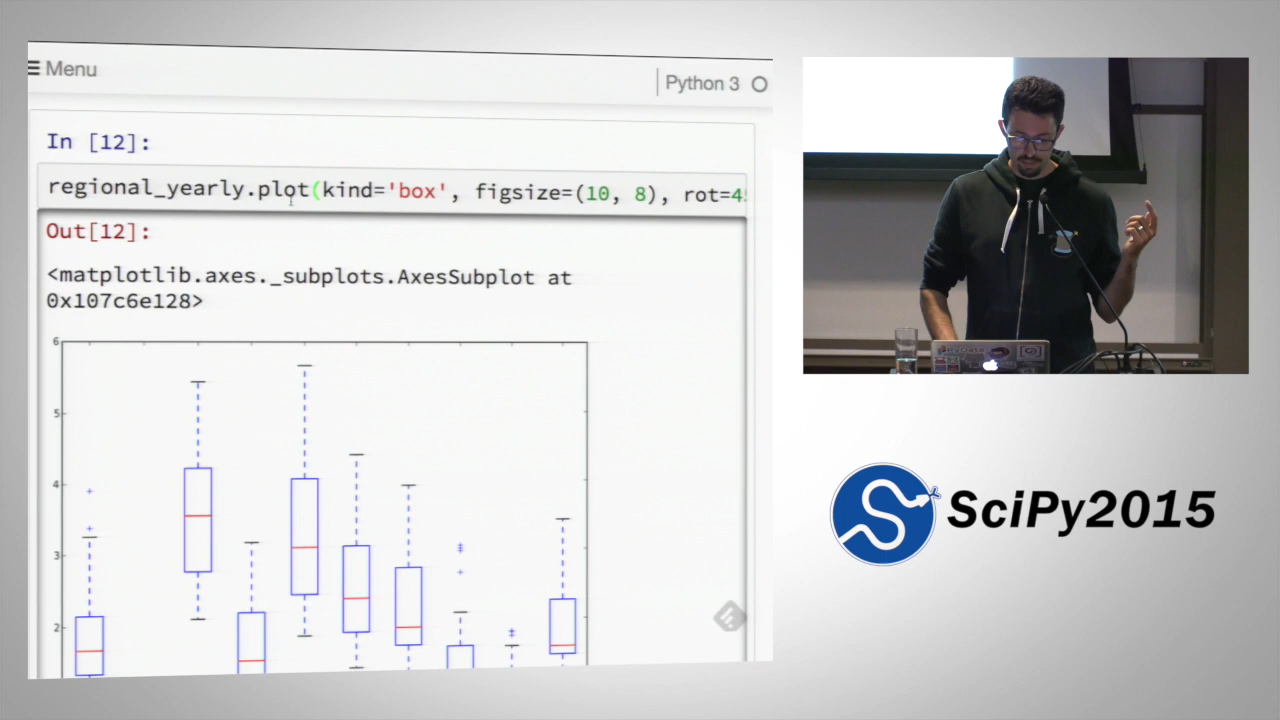 Menu
Python 3
In [12]:
regional_yearly.plot(kind='box', figsize=(10, 8), rot=4
Out[12]:
<matplotlib.axes._subplots.AxesSubplot at
0x107c6e128>
6
5
4
3
2
PyData
SciPy2015